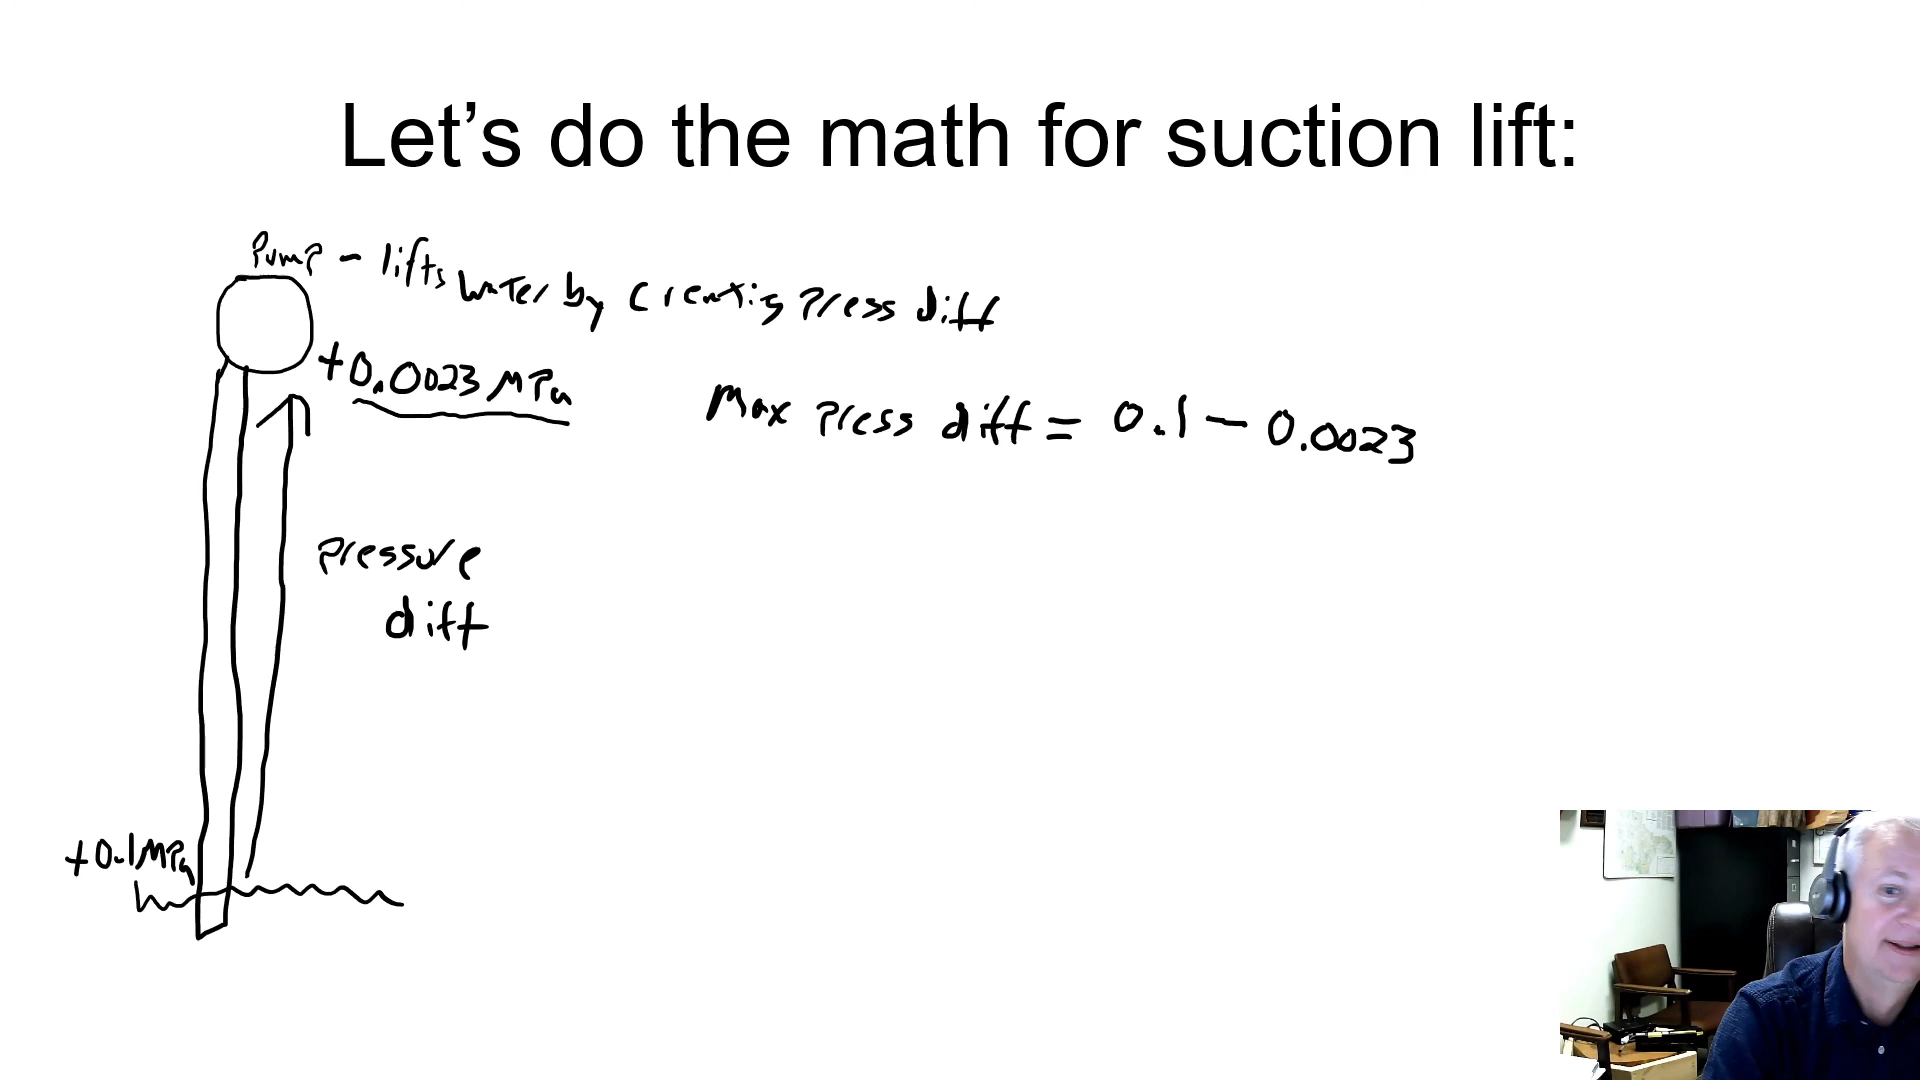 Let's do the math for suction lift:
Pump - lifts water by creatig Press diff
+0.0023 MPa
Max Press diff = 0.1 - 0.0023
Pressure
diff
+0.1MPa